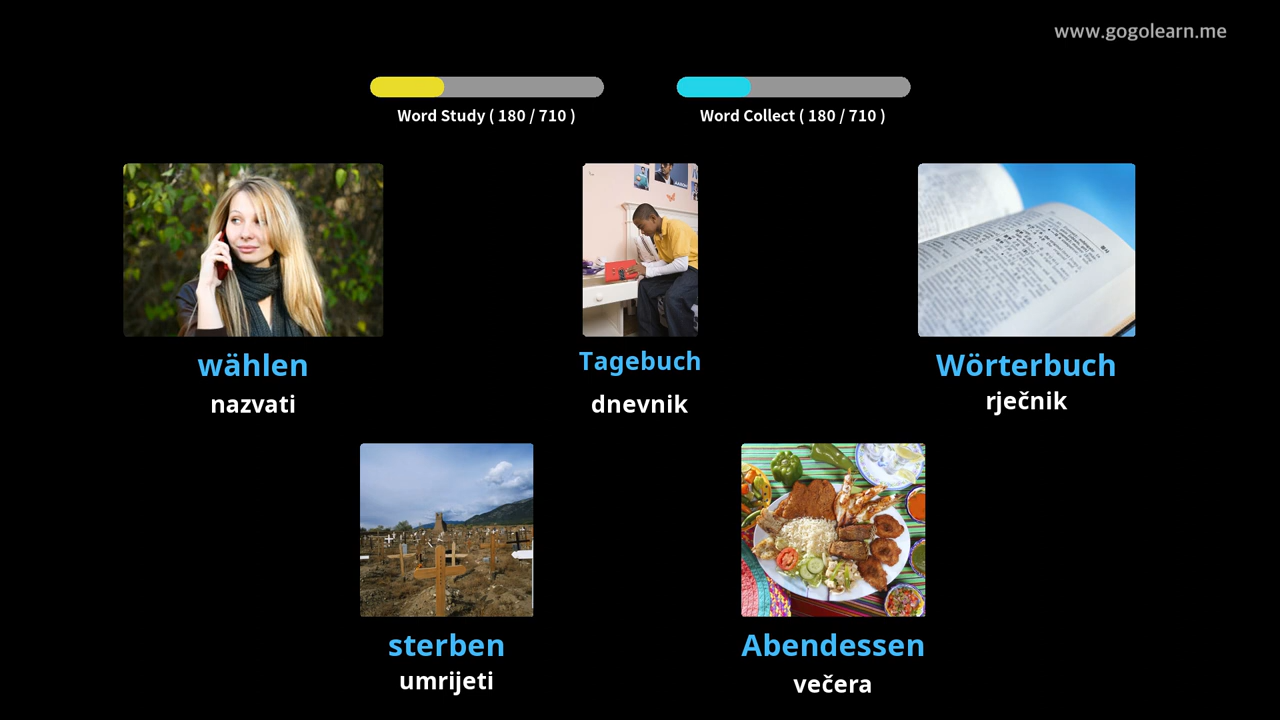 www.gogolearn.me
Word Study ( 180 / 710 )
Word Collect ( 180 / 710 )
wählen
nazvati
Tagebuch
dnevnik
Wörterbuch
rječnik
sterben
umrijeti
Abendessen
večera